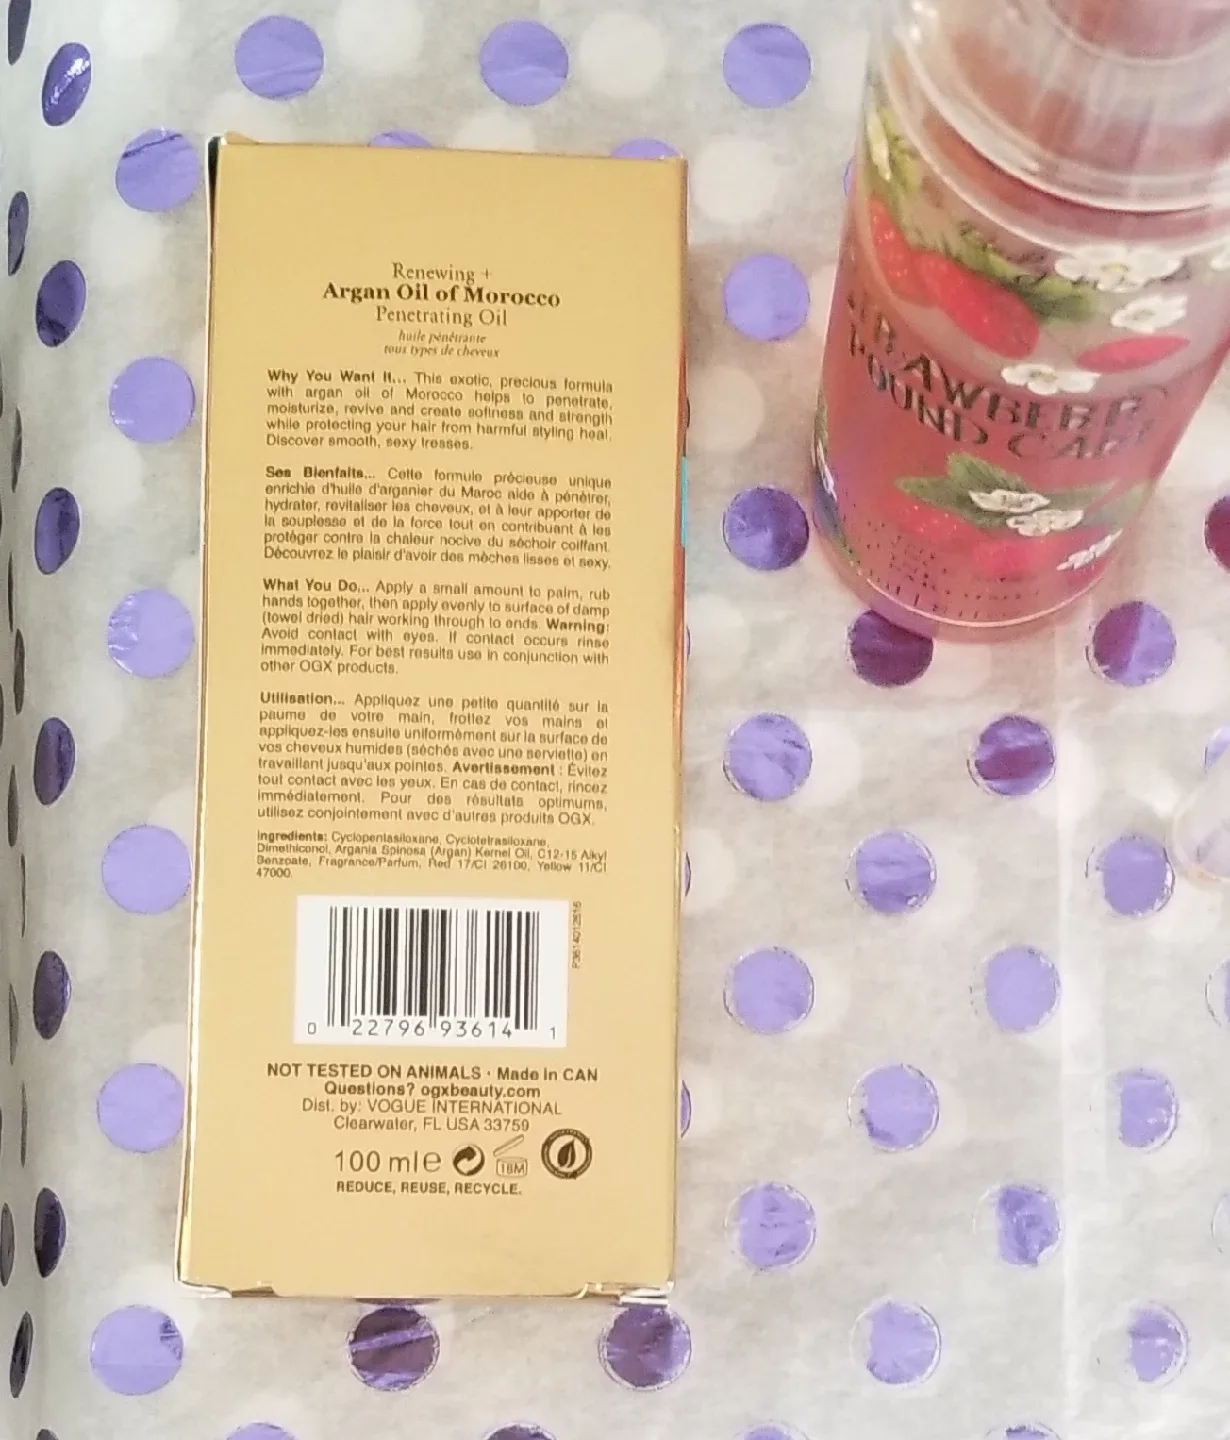 Renewing +
Argan Oil of Morocco
Penetrating Oil
huile pénétrante
tous types de cheveux
Why You Want It... This exotic, precious formula
with argan oil of Morocco helps to penetrate,
moisturize, revive and create softness and strength
while protecting your hair from harmful styling heat.
Discover smooth, sexy tresses.
Ses Bienfaits... Cette formule précieuse unique
enrichie d'huile d'arganier du Maroc aide à pénétrer,
hydrater, revitaliser les cheveux, et à leur apporter de
la souplesse et de la force tout en contribuant à les
protéger contre la chaleur nocive du séchoir coiffant.
Découvrez le plaisir d'avoir des mèches lisses et sexy.
What You Do... Apply a small amount to palm, rub
hands together, then apply evenly to surface of damp
(towel dried) hair working through to ends. Warning:
Avoid contact with eyes. If contact occurs rinse
immediately. For best results use in conjunction with
other OGX products.
Utilisation... Appliquez une petite quantité sur la
paume de votre main, frottez vos mains et
appliquez-les ensuite uniformément sur la surface de
vos cheveux humides (séchés avec une serviette) en
travaillant jusqu'aux pointes. Avertissement : Évitez
tout contact avec les yeux. En cas de contact, rincez
immédiatement. Pour des résultats optimums,
utilisez conjointement avec d'autres produits OGX.
Ingredients: Cyclopentasiloxane, Cyclotetrasiloxane,
Dimethiconol, Argania Spinosa (Argan) Kernel Oil, C12-15 Alkyl
Benzoate, Fragrance/Parfum, Red 17/CI 26100, Yellow 11/CI
47000.
0 22796 93614 1
NOT TESTED ON ANIMALS · Made in CAN
Questions? ogxbeauty.com
Dist. by: VOGUE INTERNATIONAL
Clearwater, FL USA 33759
100 ml e 18M
REDUCE, REUSE, RECYCLE.
POUND CAKE